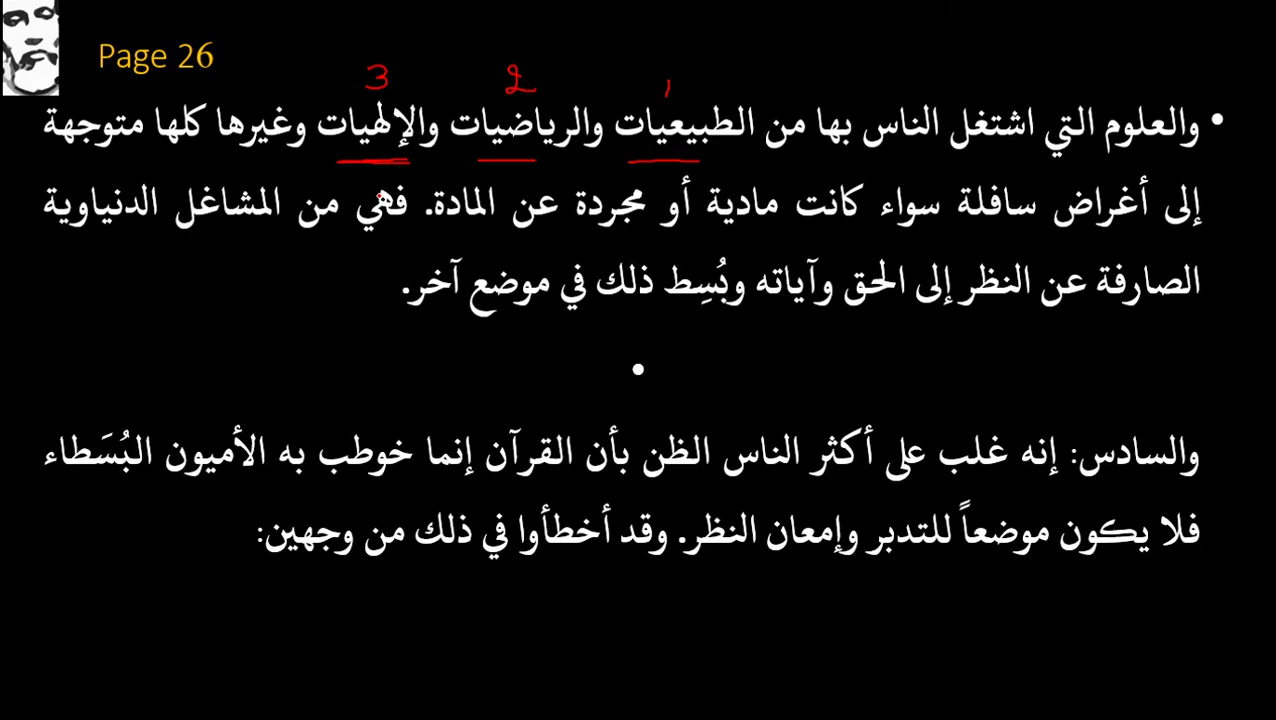 Page 26
1 2 3
• والعلوم التي اشتغل الناس بها من الطبيعيات والرياضيات والإلهيات وغيرها كلها متوجهة
إلى أغراض سافلة سواء كانت مادية أو مجردة عن المادة. فهي من المشاغل الدنياوية
الصارفة عن النظر إلى الحق وآياته وبُسِط ذلك في موضع آخر.
•
والسادس: إنه غلب على أكثر الناس الظن بأن القرآن إنما خوطب به الأميون البُسَطاء
فلا يكون موضعاً للتدبر وإمعان النظر. وقد أخطأوا في ذلك من وجهين: